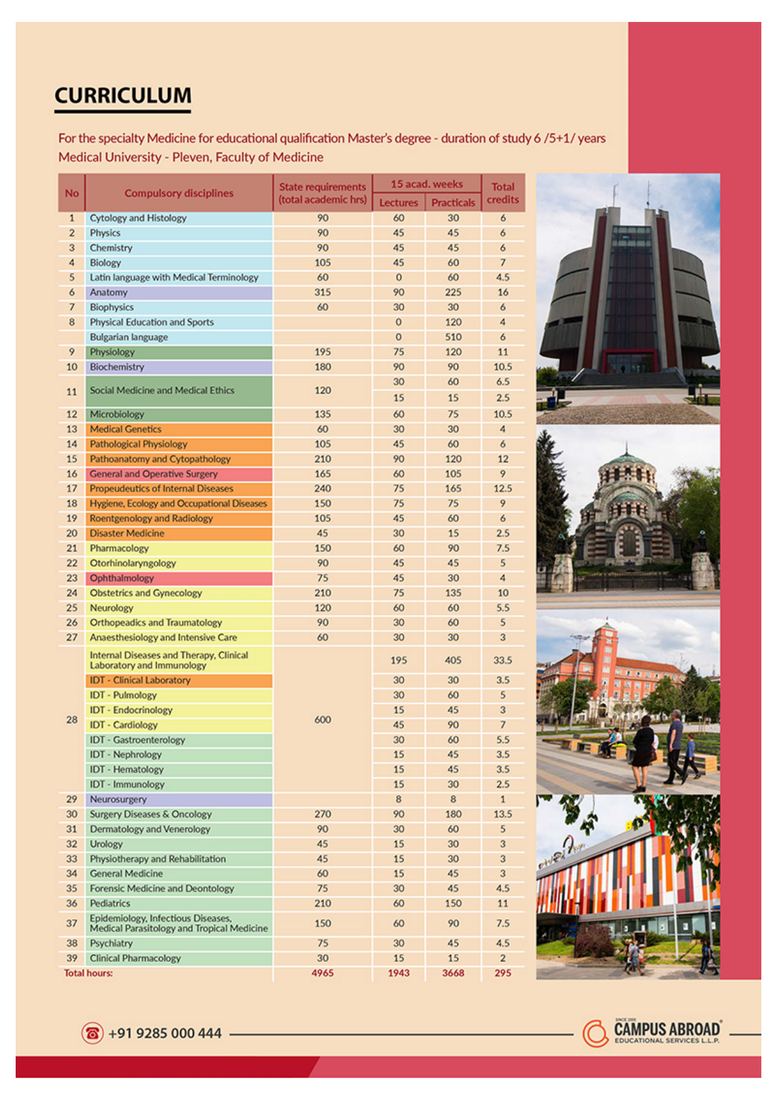 CURRICULUM
For the specialty Medicine for educational qualification Master's degree - duration of study 6 /5+1/ years
Medical University - Pleven, Faculty of Medicine
No Compulsory disciplines State requirements (total academic hrs) 15 acad. weeks Total credits
Lectures Practicals
1 Cytology and Histology 90 60 30 6
2 Physics 90 45 45 6
3 Chemistry 90 45 45 6
4 Biology 105 45 60 7
5 Latin language with Medical Terminology 60 0 60 4.5
6 Anatomy 315 90 225 16
7 Biophysics 60 30 30 6
8 Physical Education and Sports 0 120 4
Bulgarian language 0 510 6
9 Physiology 195 75 120 11
10 Biochemistry 180 90 90 10.5
11 Social Medicine and Medical Ethics 120 30 60 6.5
15 15 2.5
12 Microbiology 135 60 75 10.5
13 Medical Genetics 60 30 30 4
14 Pathological Physiology 105 45 60 6
15 Pathoanatomy and Cytopathology 210 90 120 12
16 General and Operative Surgery 165 60 105 9
17 Propeudeutics of Internal Diseases 240 75 165 12.5
18 Hygiene, Ecology and Occupational Diseases 150 75 75 9
19 Roentgenology and Radiology 105 45 60 6
20 Disaster Medicine 45 30 15 2.5
21 Pharmacology 150 60 90 7.5
22 Otorhinolaryngology 90 45 45 5
23 Ophthalmology 75 45 30 4
24 Obstetrics and Gynecology 210 75 135 10
25 Neurology 120 60 60 5.5
26 Orthopeadics and Traumatology 90 30 60 5
27 Anaesthesiology and Intensive Care 60 30 30 3
Internal Diseases and Therapy, Clinical
Laboratory and Immunology 195 405 33.5
IDT - Clinical Laboratory 30 30 3.5
IDT - Pulmology 30 60 5
IDT - Endocrinology 15 45 3
28 IDT - Cardiology 600 45 90 7
IDT - Gastroenterology 30 60 5.5
IDT - Nephrology 15 45 3.5
IDT - Hematology 15 45 3.5
IDT - Immunology 15 30 2.5
29 Neurosurgery 8 8 1
30 Surgery Diseases & Oncology 270 90 180 13.5
31 Dermatology and Venerology 90 30 60 5
32 Urology 45 15 30 3
33 Physiotherapy and Rehabilitation 45 15 30 3
34 General Medicine 60 15 45 3
35 Forensic Medicine and Deontology 75 30 45 4.5
36 Pediatrics 210 60 150 11
37 Epidemiology, Infectious Diseases,
Medical Parasitology and Tropical Medicine 150 60 90 7.5
38 Psychiatry 75 30 45 4.5
39 Clinical Pharmacology 30 15 15 2
Total hours: 4965 1943 3668 295
+91 9285 000 444
CAMPUS ABROAD
EDUCATIONAL SERVICES L.L.P.